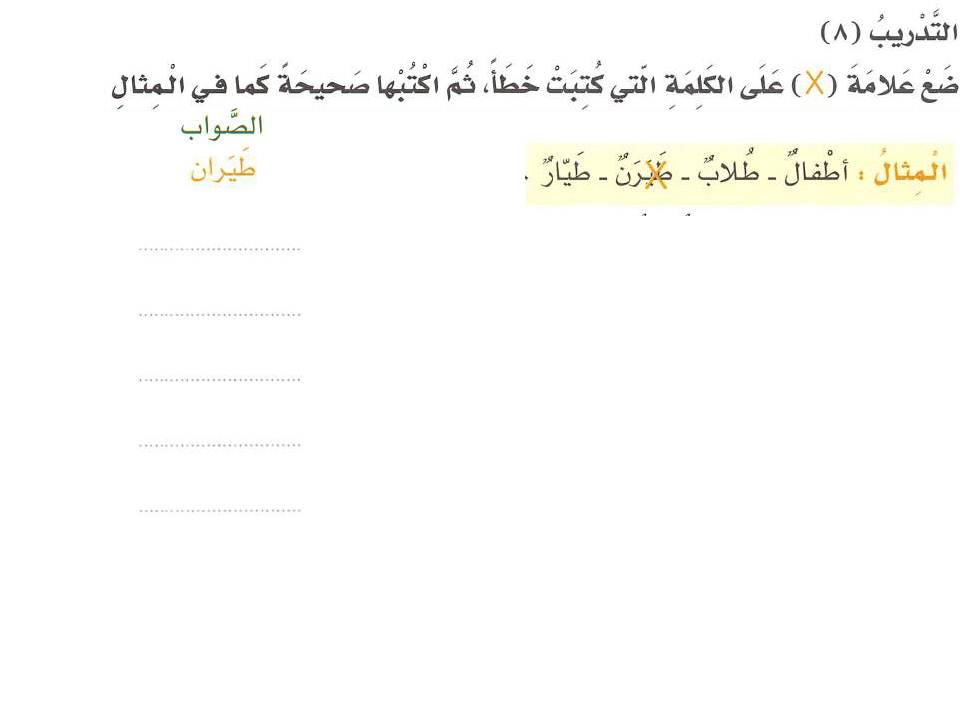 التَّدْريبُ (٨)
ضَعْ عَلامَةَ (X) عَلَى الكَلِمَةِ الّتي كُتِبَتْ خَطَأً، ثُمَّ اكْتُبْها صَحيحَةً كَما في الْمِثالِ
الصَّواب
الْمِثالُ : أطْفالٌ - طُلابٌ - طَيَرَنٌ - طَيّارٌ .
طَيَران